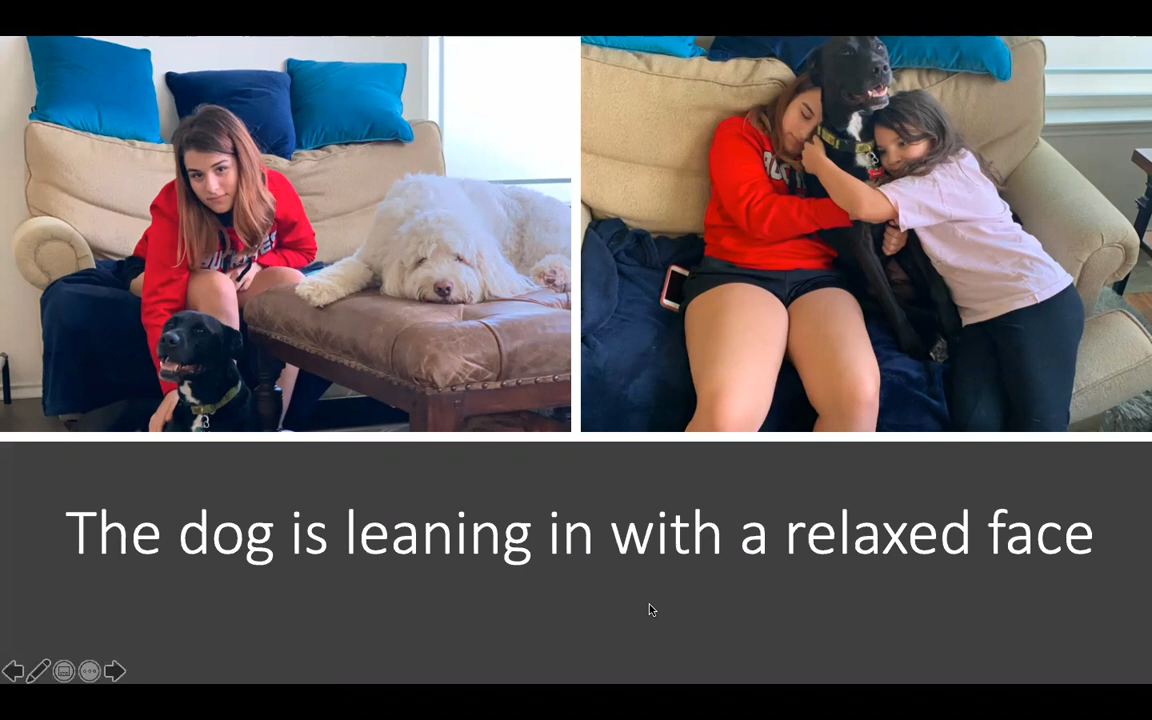 The dog is leaning in with a relaxed face